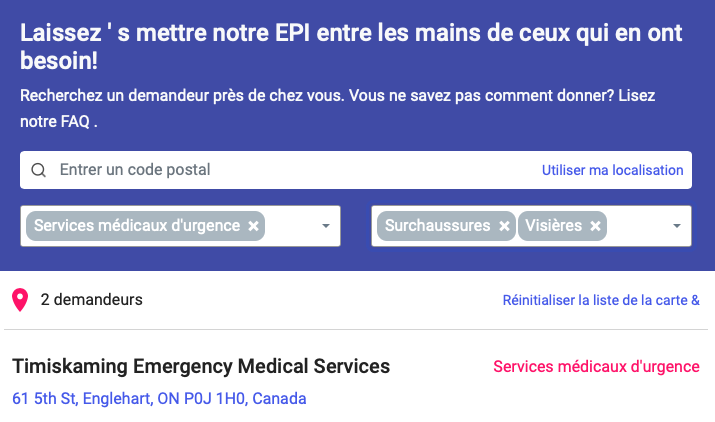 Laissez ' s mettre notre EPI entre les mains de ceux qui en ont
besoin!
Recherchez un demandeur près de chez vous. Vous ne savez pas comment donner? Lisez
notre FAQ .
Entrer un code postal Utiliser ma localisation
Services médicaux d'urgence × Surchaussures × Visières ×
2 demandeurs Réinitialiser la liste de la carte &
Timiskaming Emergency Medical Services Services médicaux d'urgence
61 5th St, Englehart, ON P0J 1H0, Canada